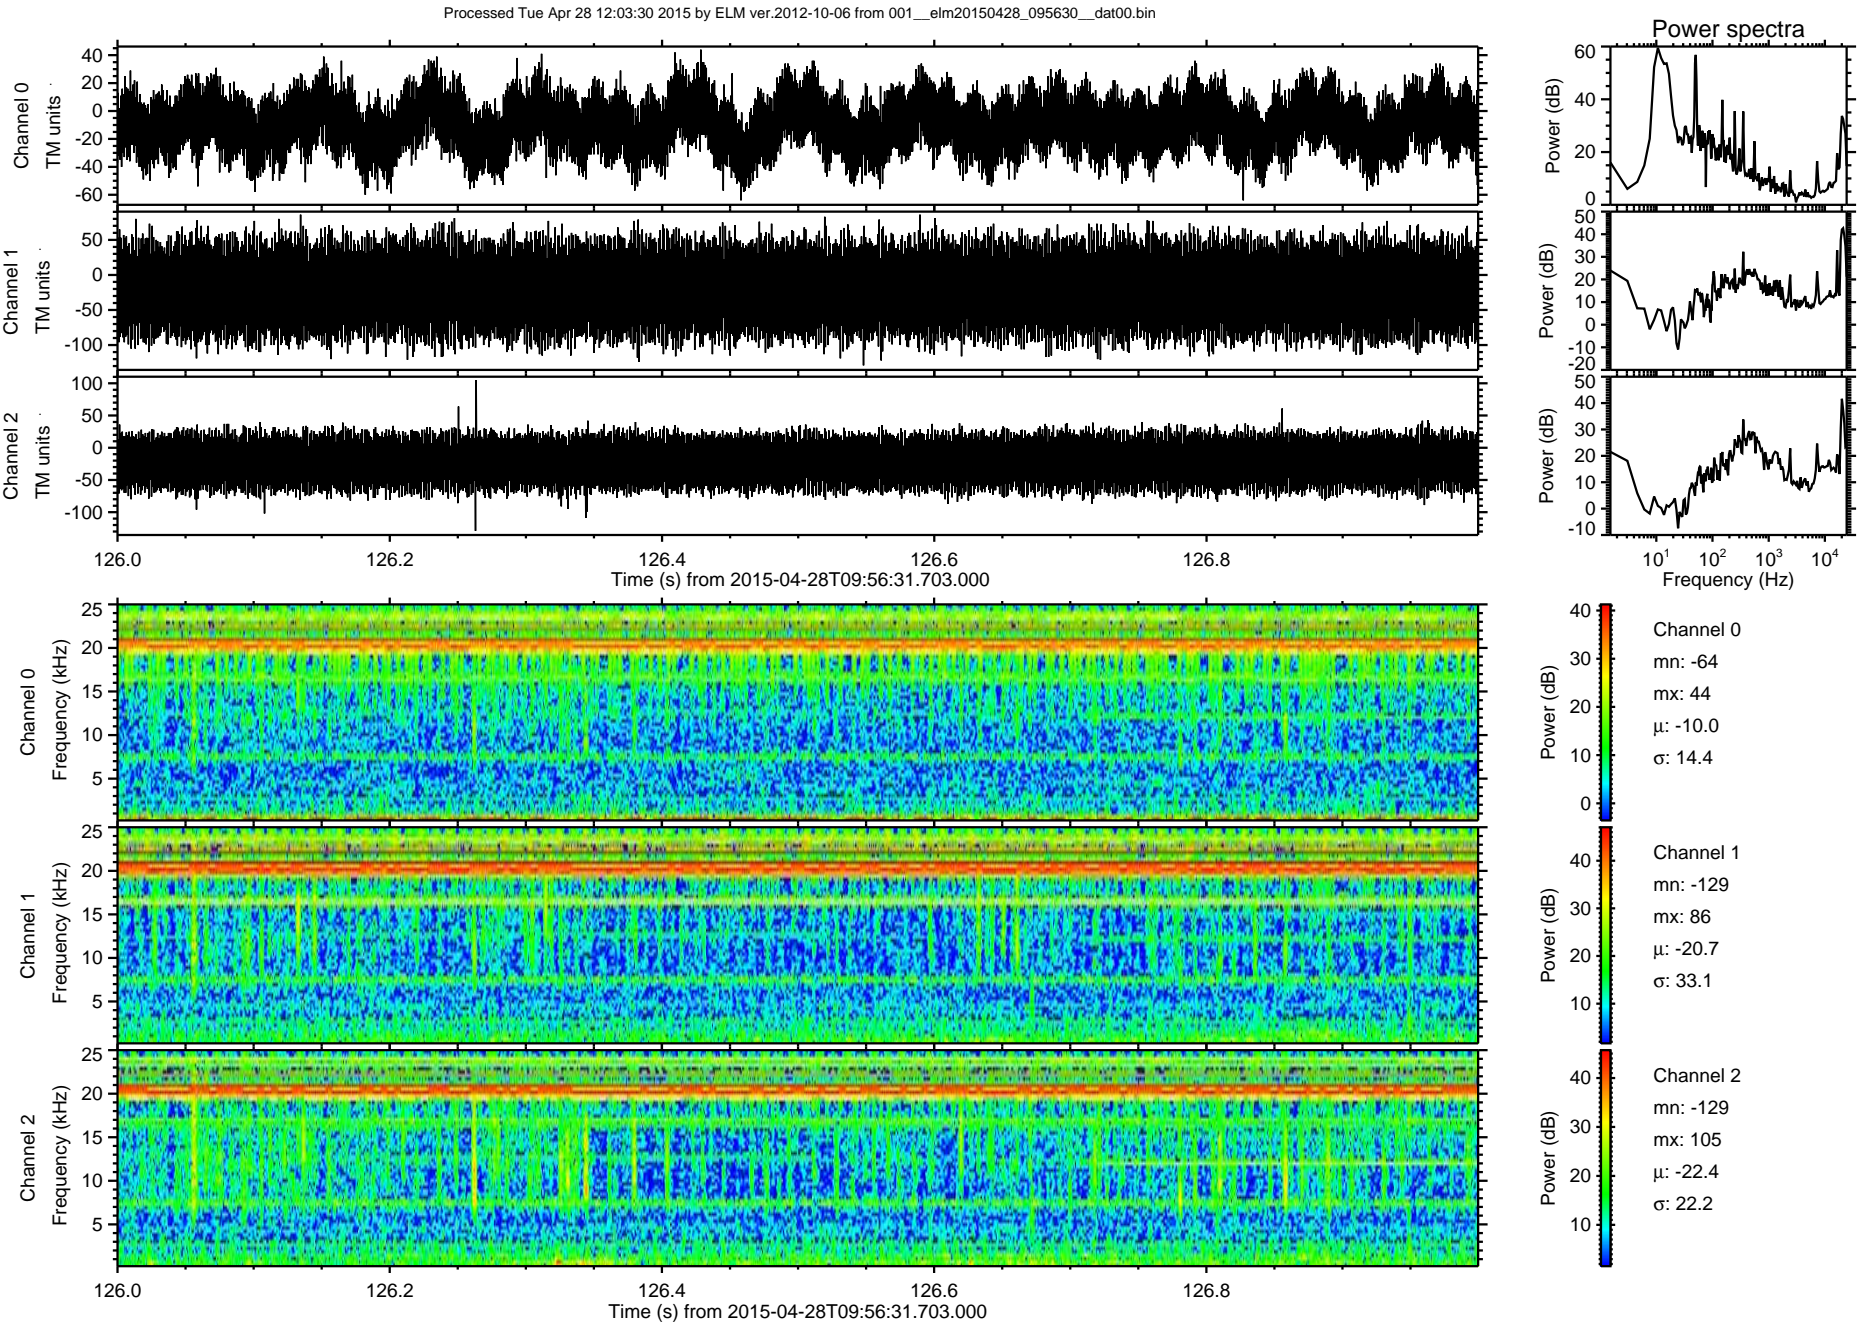 Processed Tue Apr 28 12:03:30 2015 by ELM ver.2012-10-06 from 001__elm20150428_095630__dat00.bin
Power spectra
Channel 0
TM units
40
20
0
-20
-40
-60
Power (dB)
60
40
20
0
Channel 1
TM units
50
0
-50
-100
Power (dB)
50
40
30
20
10
0
-10
-20
Channel 2
TM units
100
50
0
-50
-100
Power (dB)
50
40
30
20
10
0
-10
126.0 126.2 126.4 126.6 126.8
Time (s) from 2015-04-28T09:56:31.703.000
10^1 10^2 10^3 10^4
Frequency (Hz)
Channel 0
Frequency (kHz)
25
20
15
10
5
Power (dB)
40
30
20
10
0
Channel 0
mn: -64
mx: 44
μ: -10.0
σ: 14.4
Channel 1
Frequency (kHz)
25
20
15
10
5
Power (dB)
40
30
20
10
Channel 1
mn: -129
mx: 86
μ: -20.7
σ: 33.1
Channel 2
Frequency (kHz)
25
20
15
10
5
Power (dB)
40
30
20
10
Channel 2
mn: -129
mx: 105
μ: -22.4
σ: 22.2
126.0 126.2 126.4 126.6 126.8
Time (s) from 2015-04-28T09:56:31.703.000